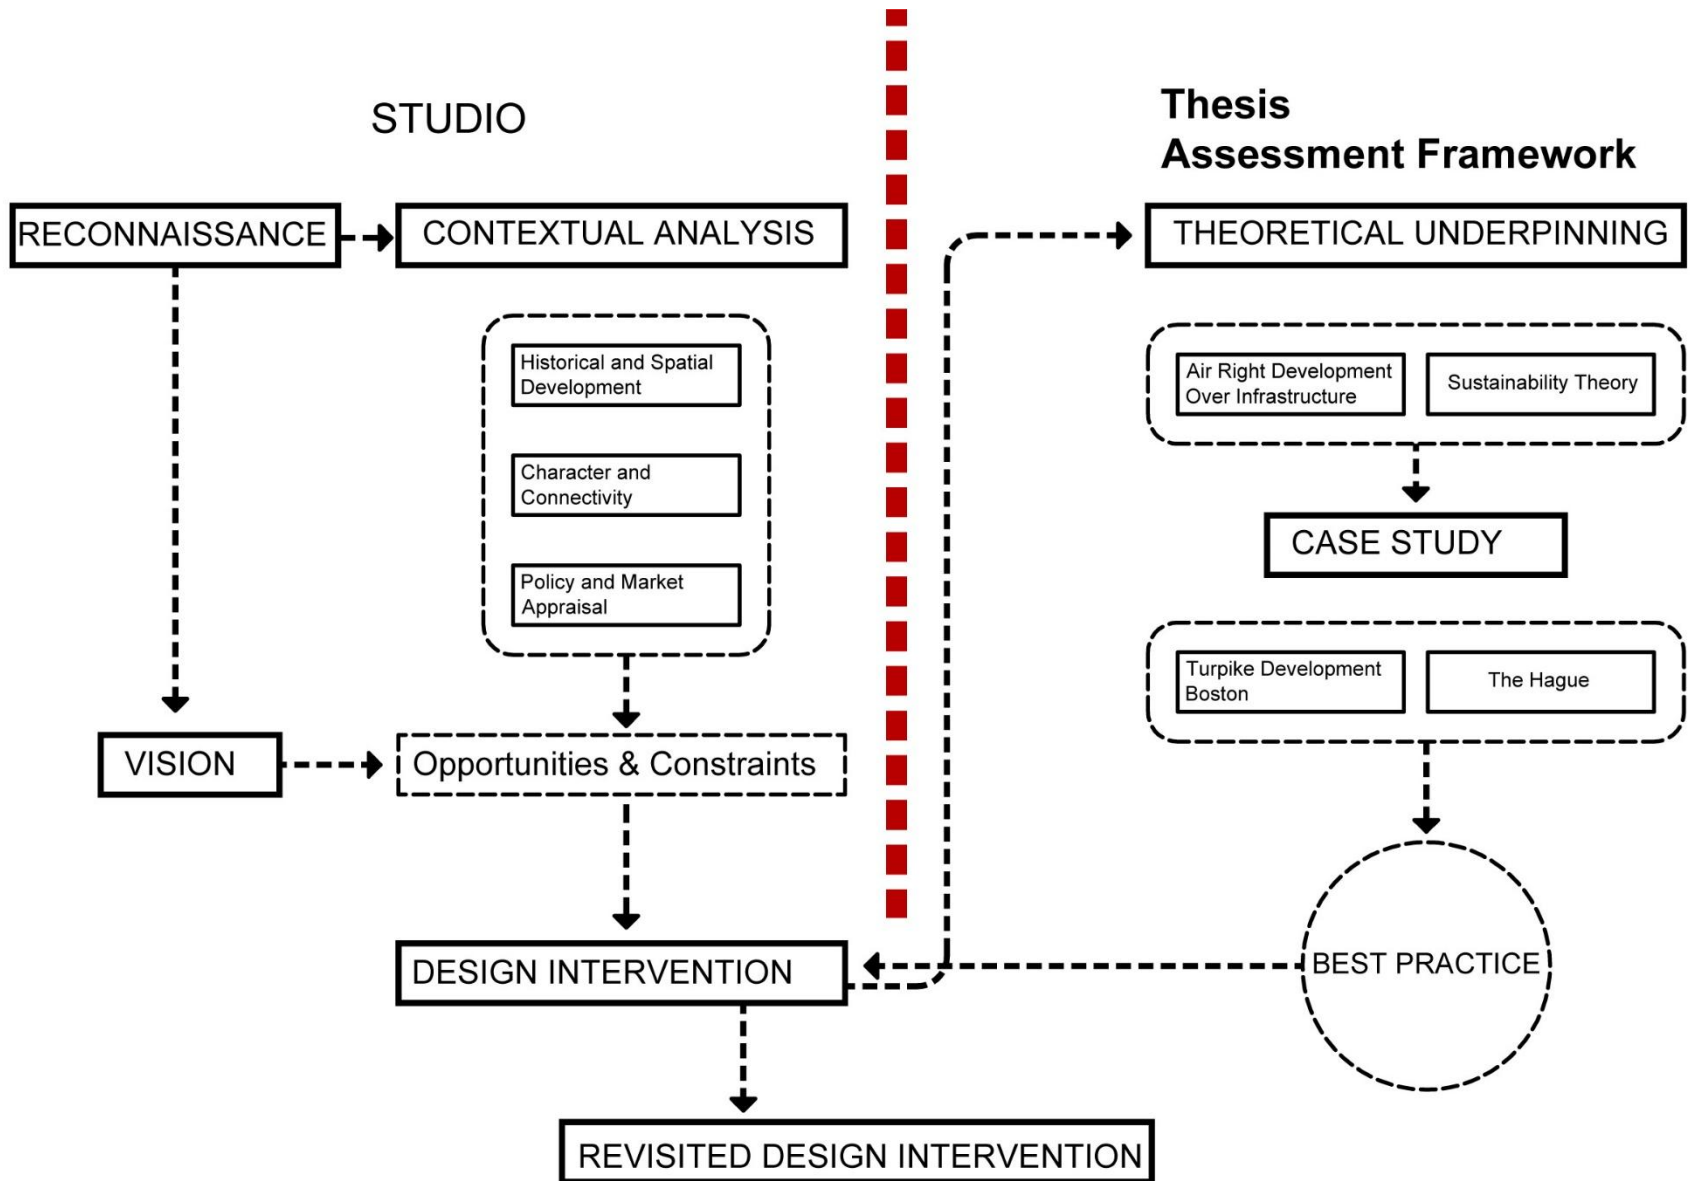 STUDIO
Thesis
Assessment Framework
RECONNAISSANCE
CONTEXTUAL ANALYSIS
THEORETICAL UNDERPINNING
Historical and Spatial
Development
Character and
Connectivity
Policy and Market
Appraisal
Air Right Development
Over Infrastructure
Sustainability Theory
CASE STUDY
Turpike Development
Boston
The Hague
VISION
Opportunities & Constraints
DESIGN INTERVENTION
BEST PRACTICE
REVISITED DESIGN INTERVENTION